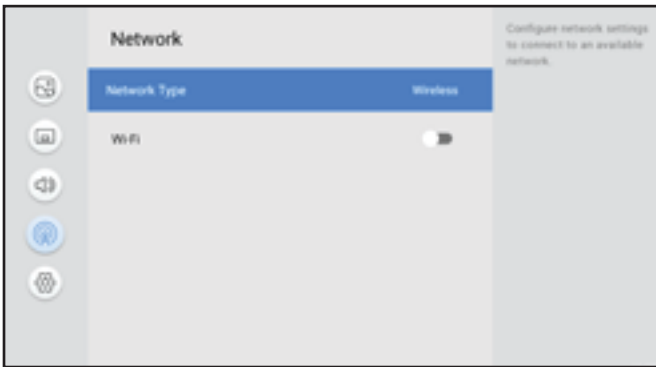 Network
Configure network settings
to connect to an available
network.
Network Type Wireless
Wi-Fi